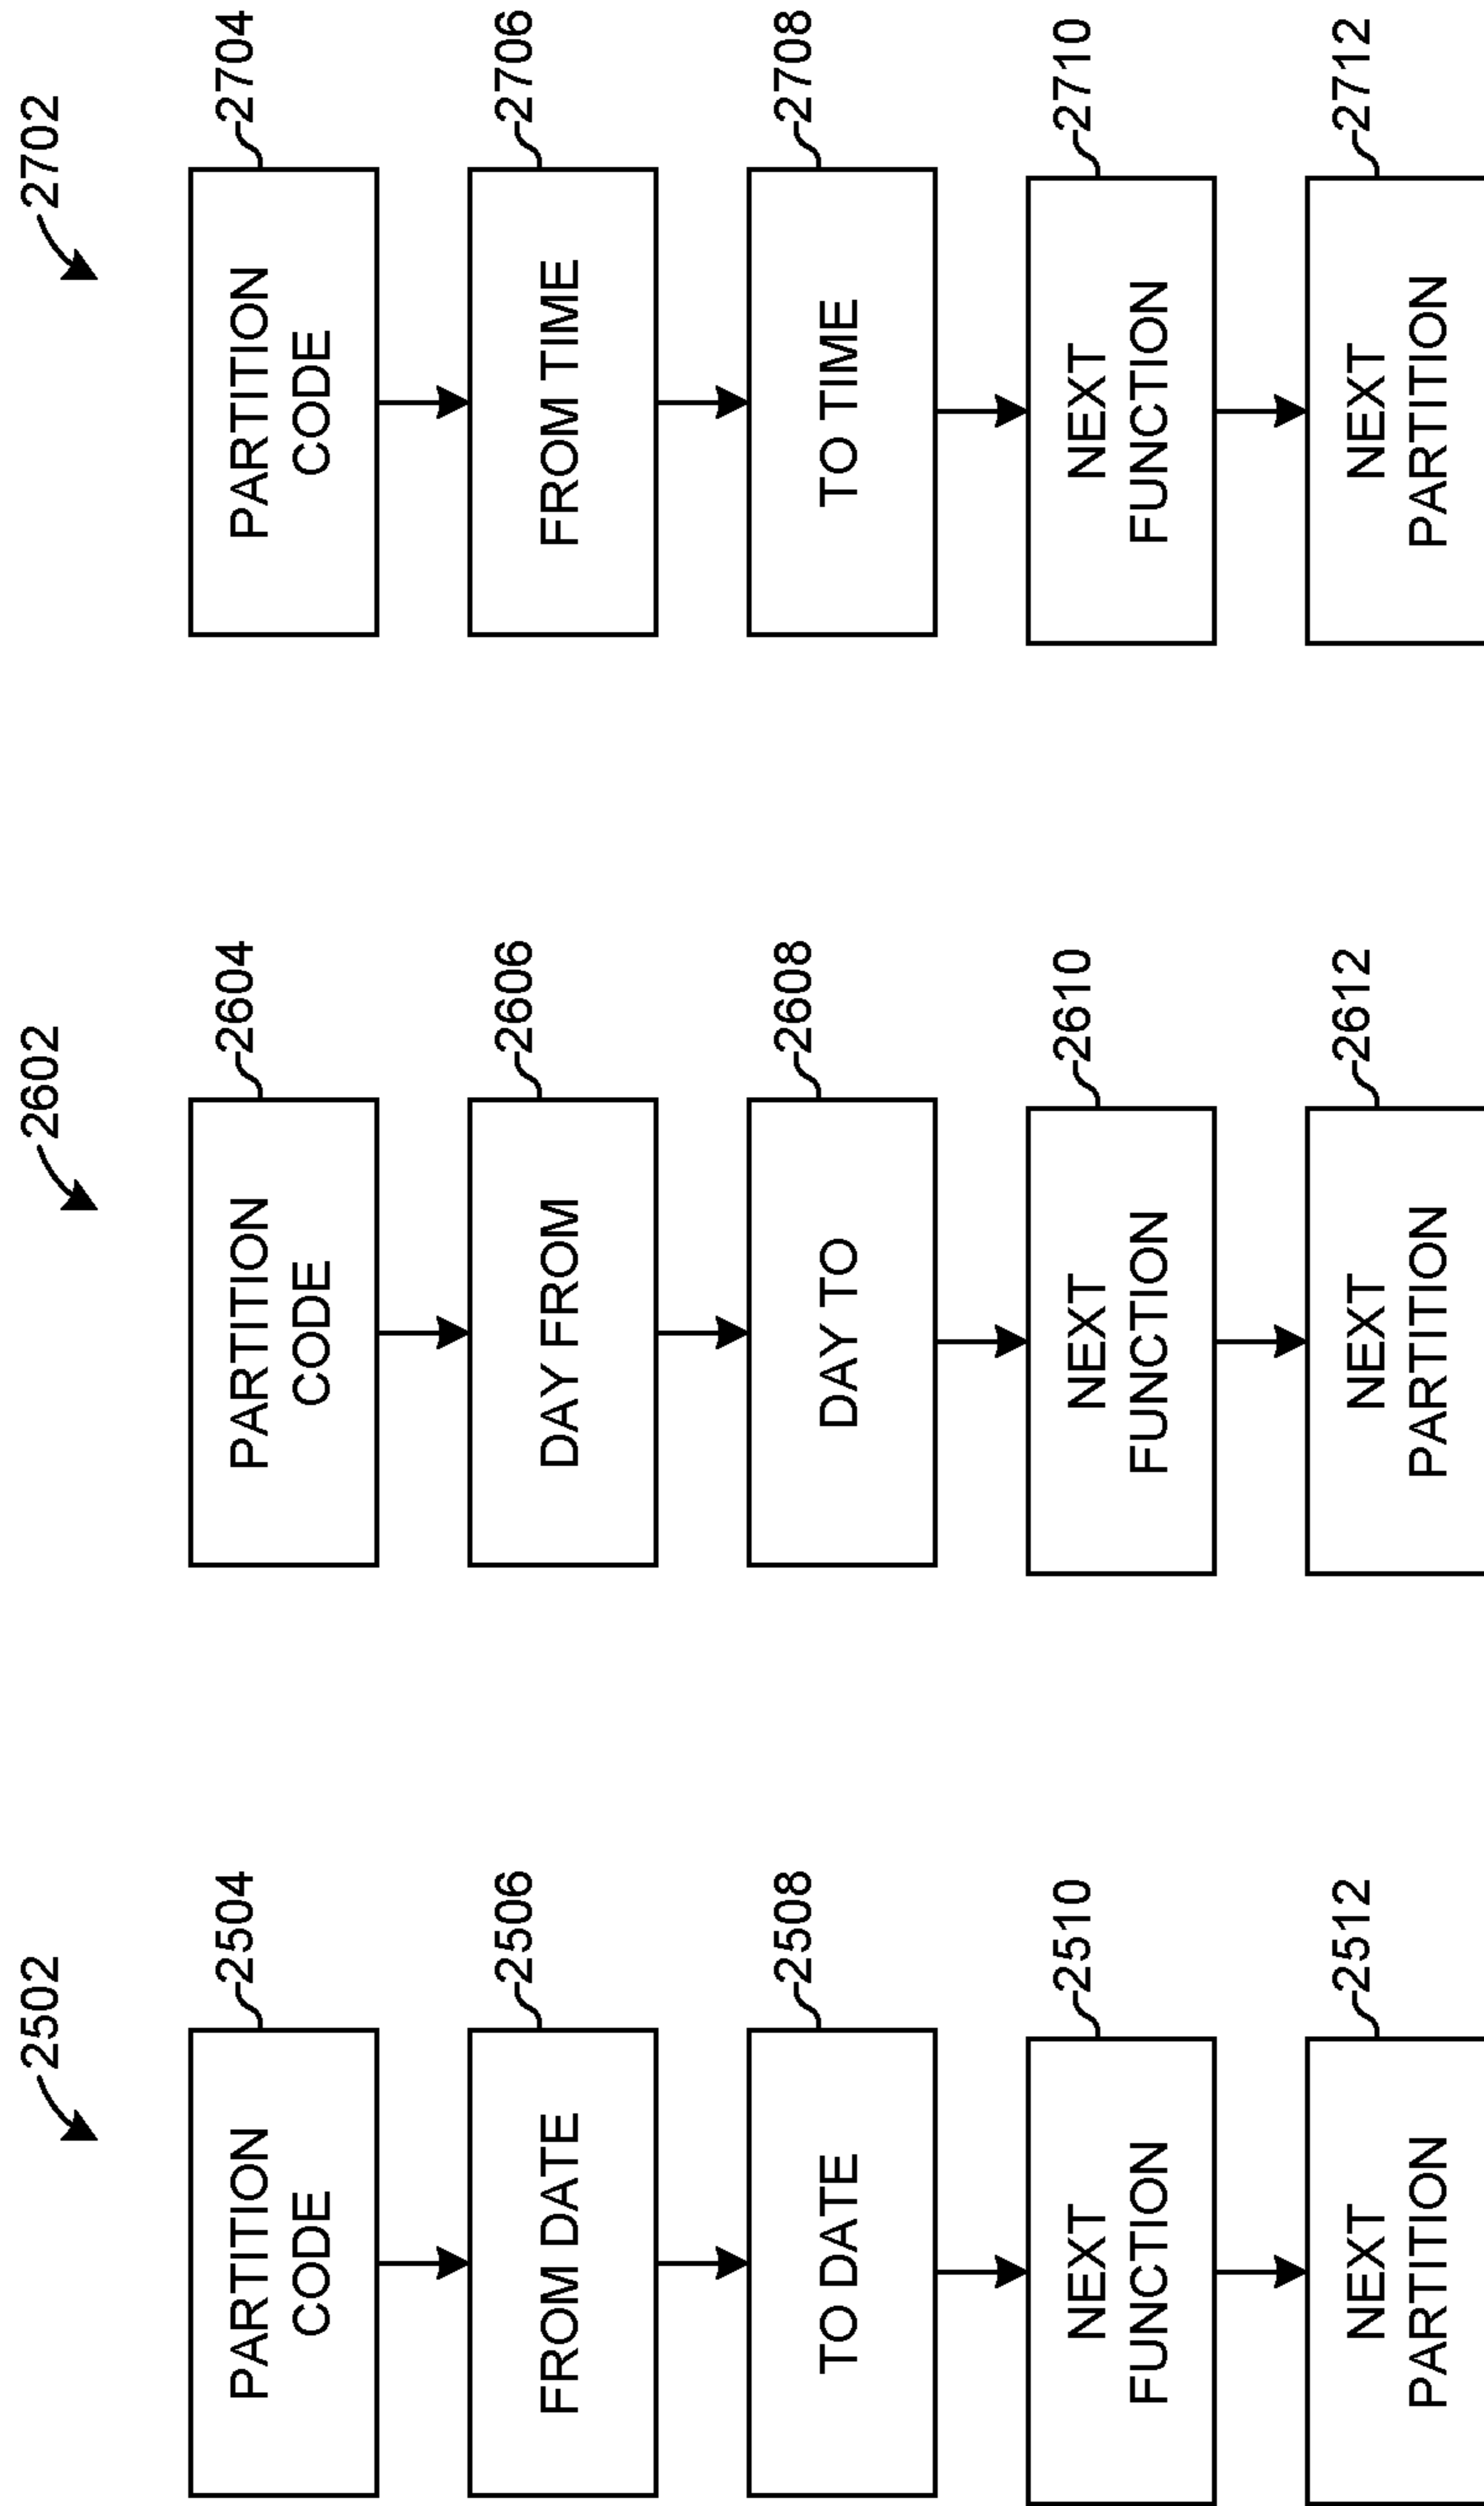 2502
PARTITION
CODE
2504
FROM DATE
2506
TO DATE
2508
NEXT
FUNCTION
2510
NEXT
PARTITION
2512
2602
PARTITION
CODE
2604
DAY FROM
2606
DAY TO
2608
NEXT
FUNCTION
2610
NEXT
PARTITION
2612
2702
PARTITION
CODE
2704
FROM TIME
2706
TO TIME
2708
NEXT
FUNCTION
2710
NEXT
PARTITION
2712